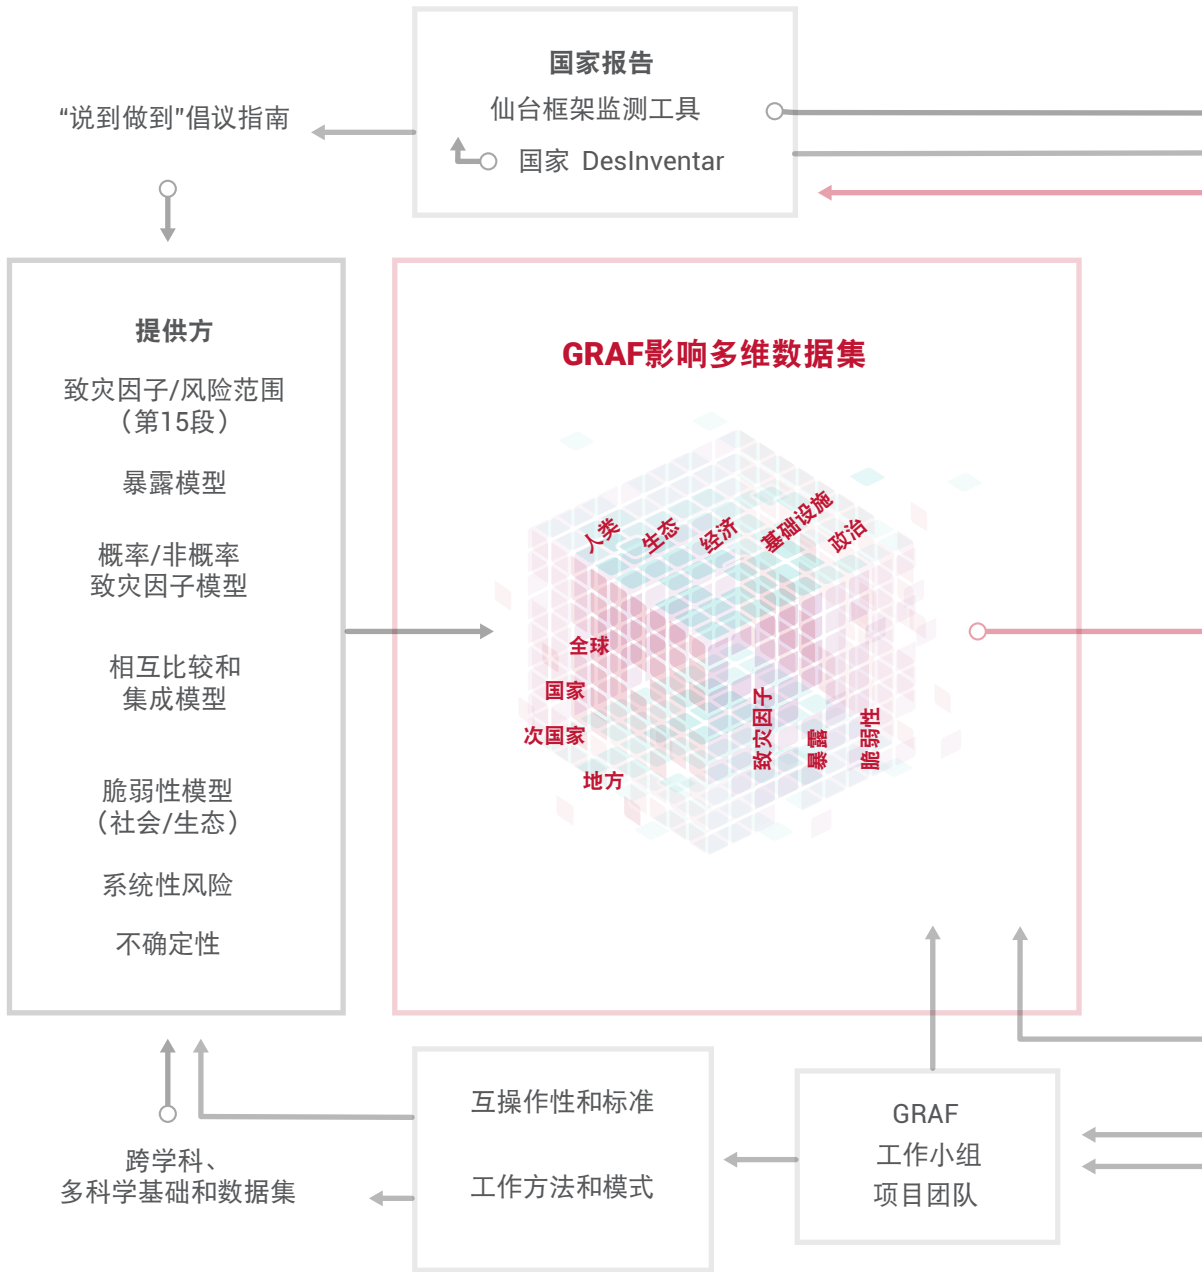 国家报告
仙台框架监测工具
国家 DesInventar
“说到做到”倡议指南
提供方
致灾因子/风险范围
（第15段）
暴露模型
概率/非概率
致灾因子模型
相互比较和
集成模型
脆弱性模型
（社会/生态）
系统性风险
不确定性
GRAF影响多维数据集
人类
生态
经济
基础设施
政治
全球
国家
次国家
地方
致灾因子
暴露
脆弱性
互操作性和标准
工作方法和模式
GRAF
工作小组
项目团队
跨学科、
多科学基础和数据集